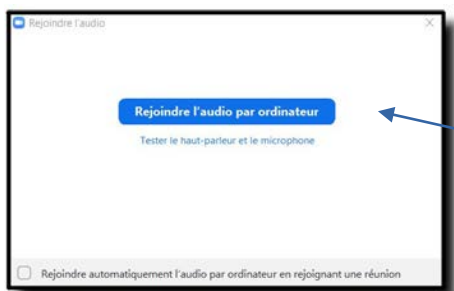 Rejoindre l'audio
Rejoindre l'audio par ordinateur
Tester le haut-parleur et le microphone
Rejoindre automatiquement l'audio par ordinateur en rejoignant une réunion